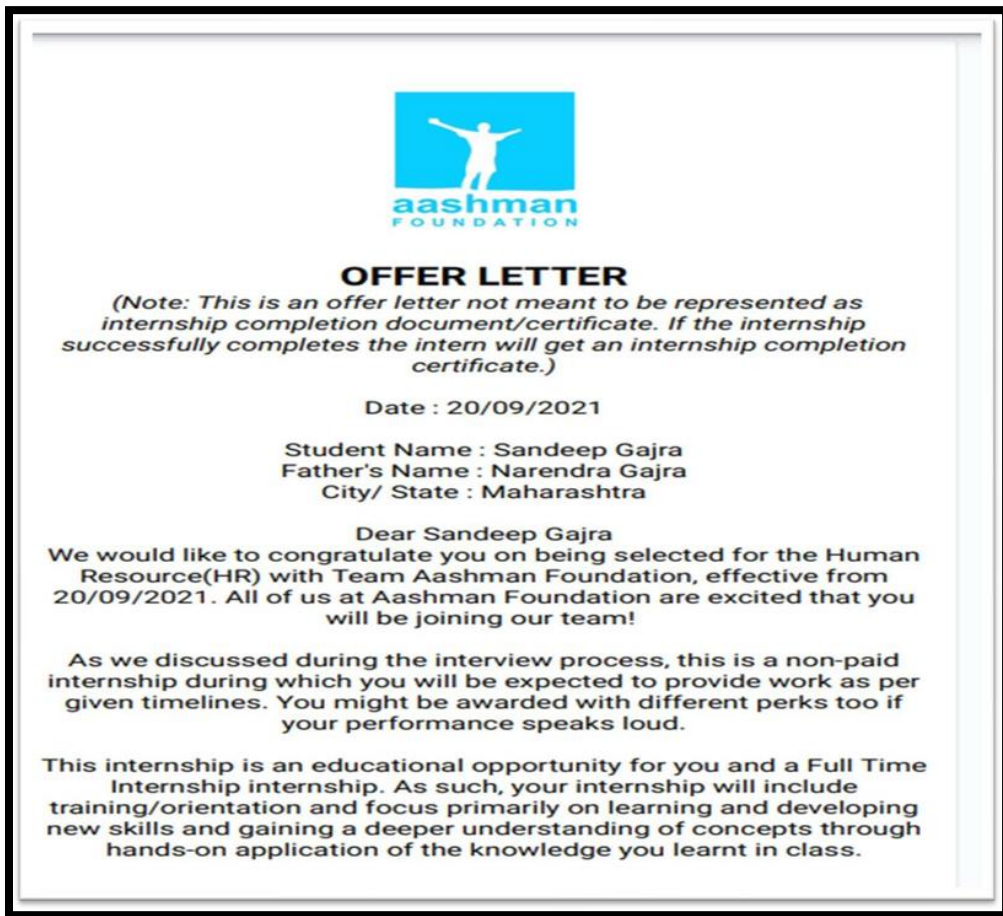 aashman
FOUNDATION
OFFER LETTER
(Note: This is an offer letter not meant to be represented as
internship completion document/certificate. If the internship
successfully completes the intern will get an internship completion
certificate.)
Date : 20/09/2021
Student Name : Sandeep Gajra
Father's Name : Narendra Gajra
City/ State : Maharashtra
Dear Sandeep Gajra
We would like to congratulate you on being selected for the Human
Resource(HR) with Team Aashman Foundation, effective from
20/09/2021. All of us at Aashman Foundation are excited that you
will be joining our team!
As we discussed during the interview process, this is a non-paid
internship during which you will be expected to provide work as per
given timelines. You might be awarded with different perks too if
your performance speaks loud.
This internship is an educational opportunity for you and a Full Time
Internship internship. As such, your internship will include
training/orientation and focus primarily on learning and developing
new skills and gaining a deeper understanding of concepts through
hands-on application of the knowledge you learnt in class.